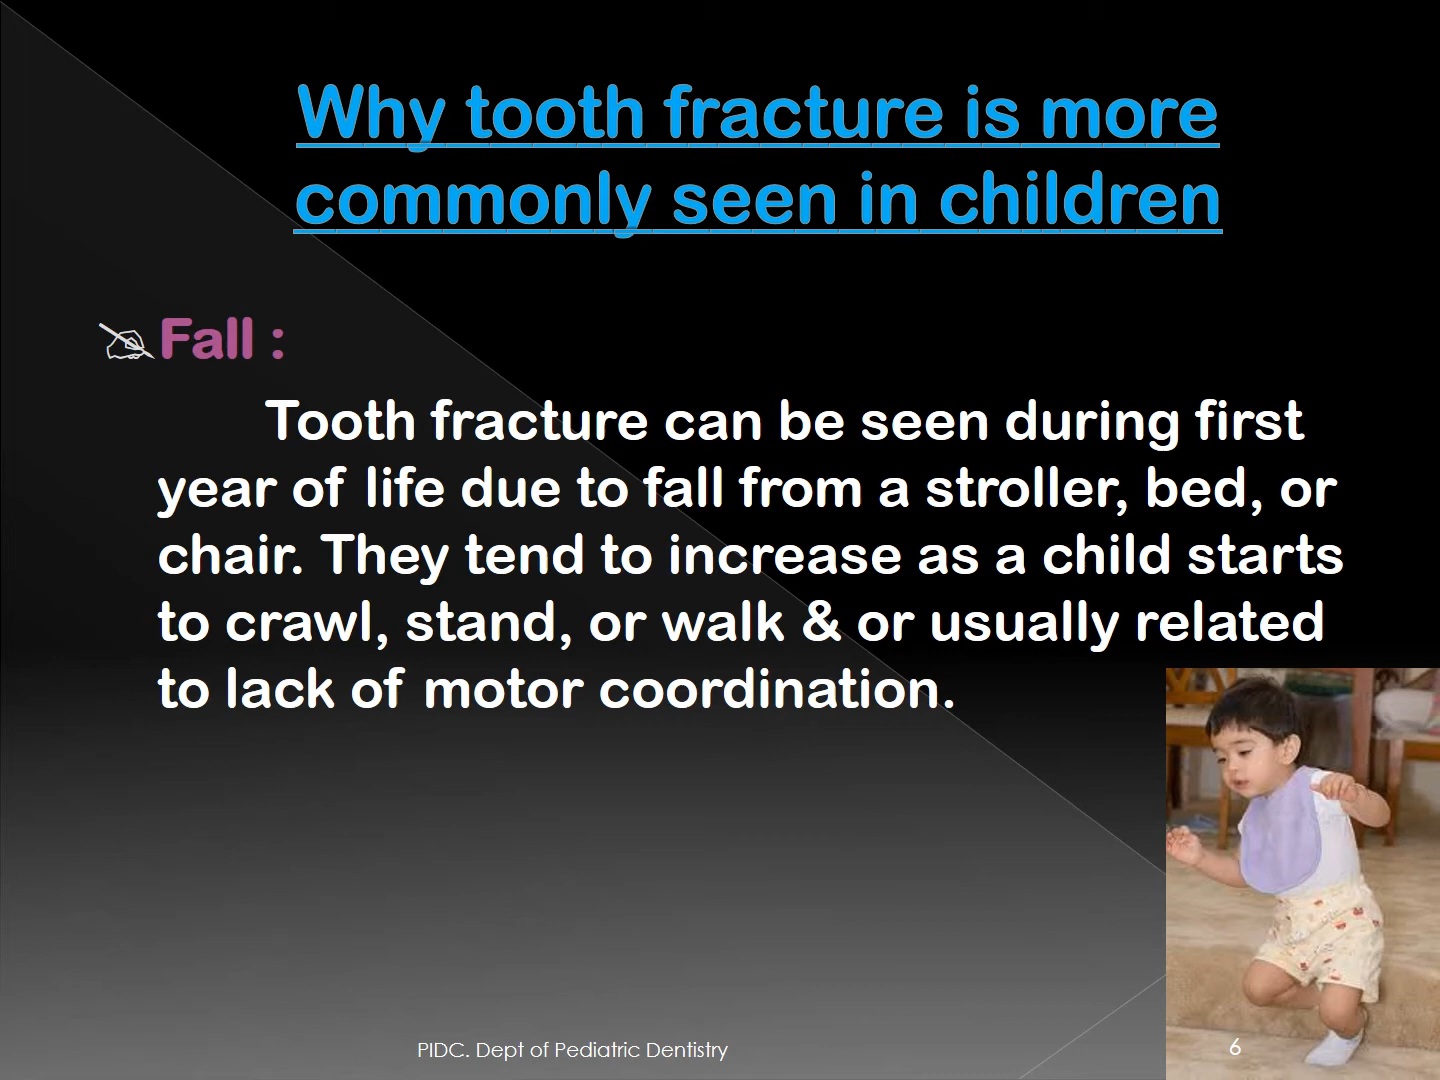 Why tooth fracture is more
commonly seen in children
Fall :
Tooth fracture can be seen during first
year of life due to fall from a stroller, bed, or
chair. They tend to increase as a child starts
to crawl, stand, or walk & or usually related
to lack of motor coordination.
PIDC. Dept of Pediatric Dentistry
6